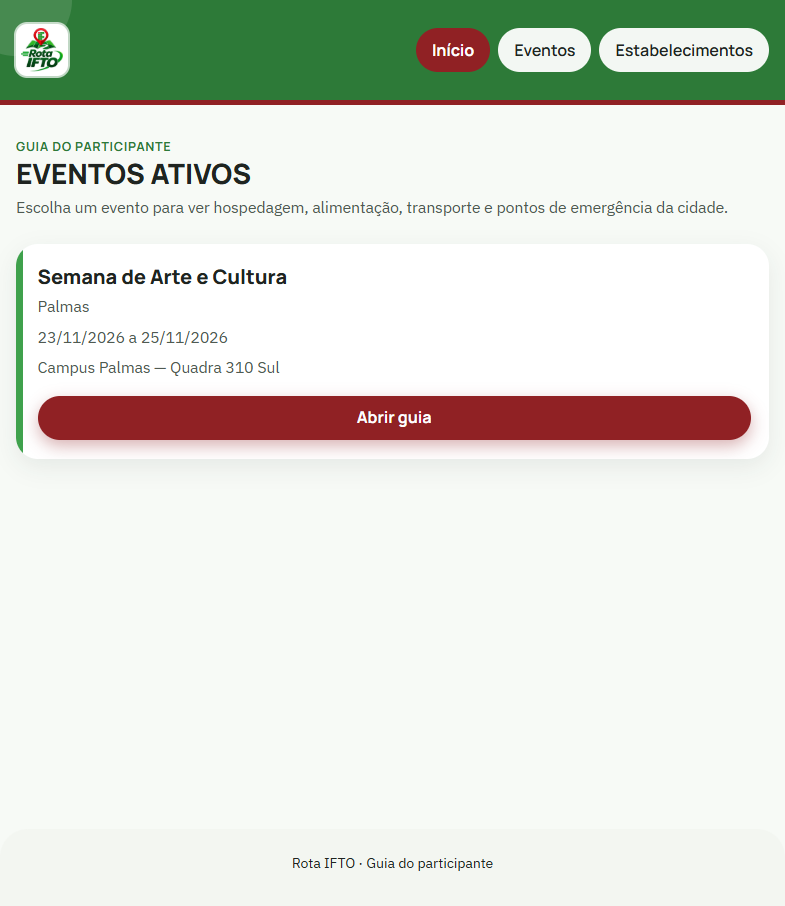 Rota
IFTO
Início
Eventos
Estabelecimentos
GUIA DO PARTICIPANTE
EVENTOS ATIVOS
Escolha um evento para ver hospedagem, alimentação, transporte e pontos de emergência da cidade.
Semana de Arte e Cultura
Palmas
23/11/2026 a 25/11/2026
Campus Palmas — Quadra 310 Sul
Abrir guia
Rota IFTO · Guia do participante